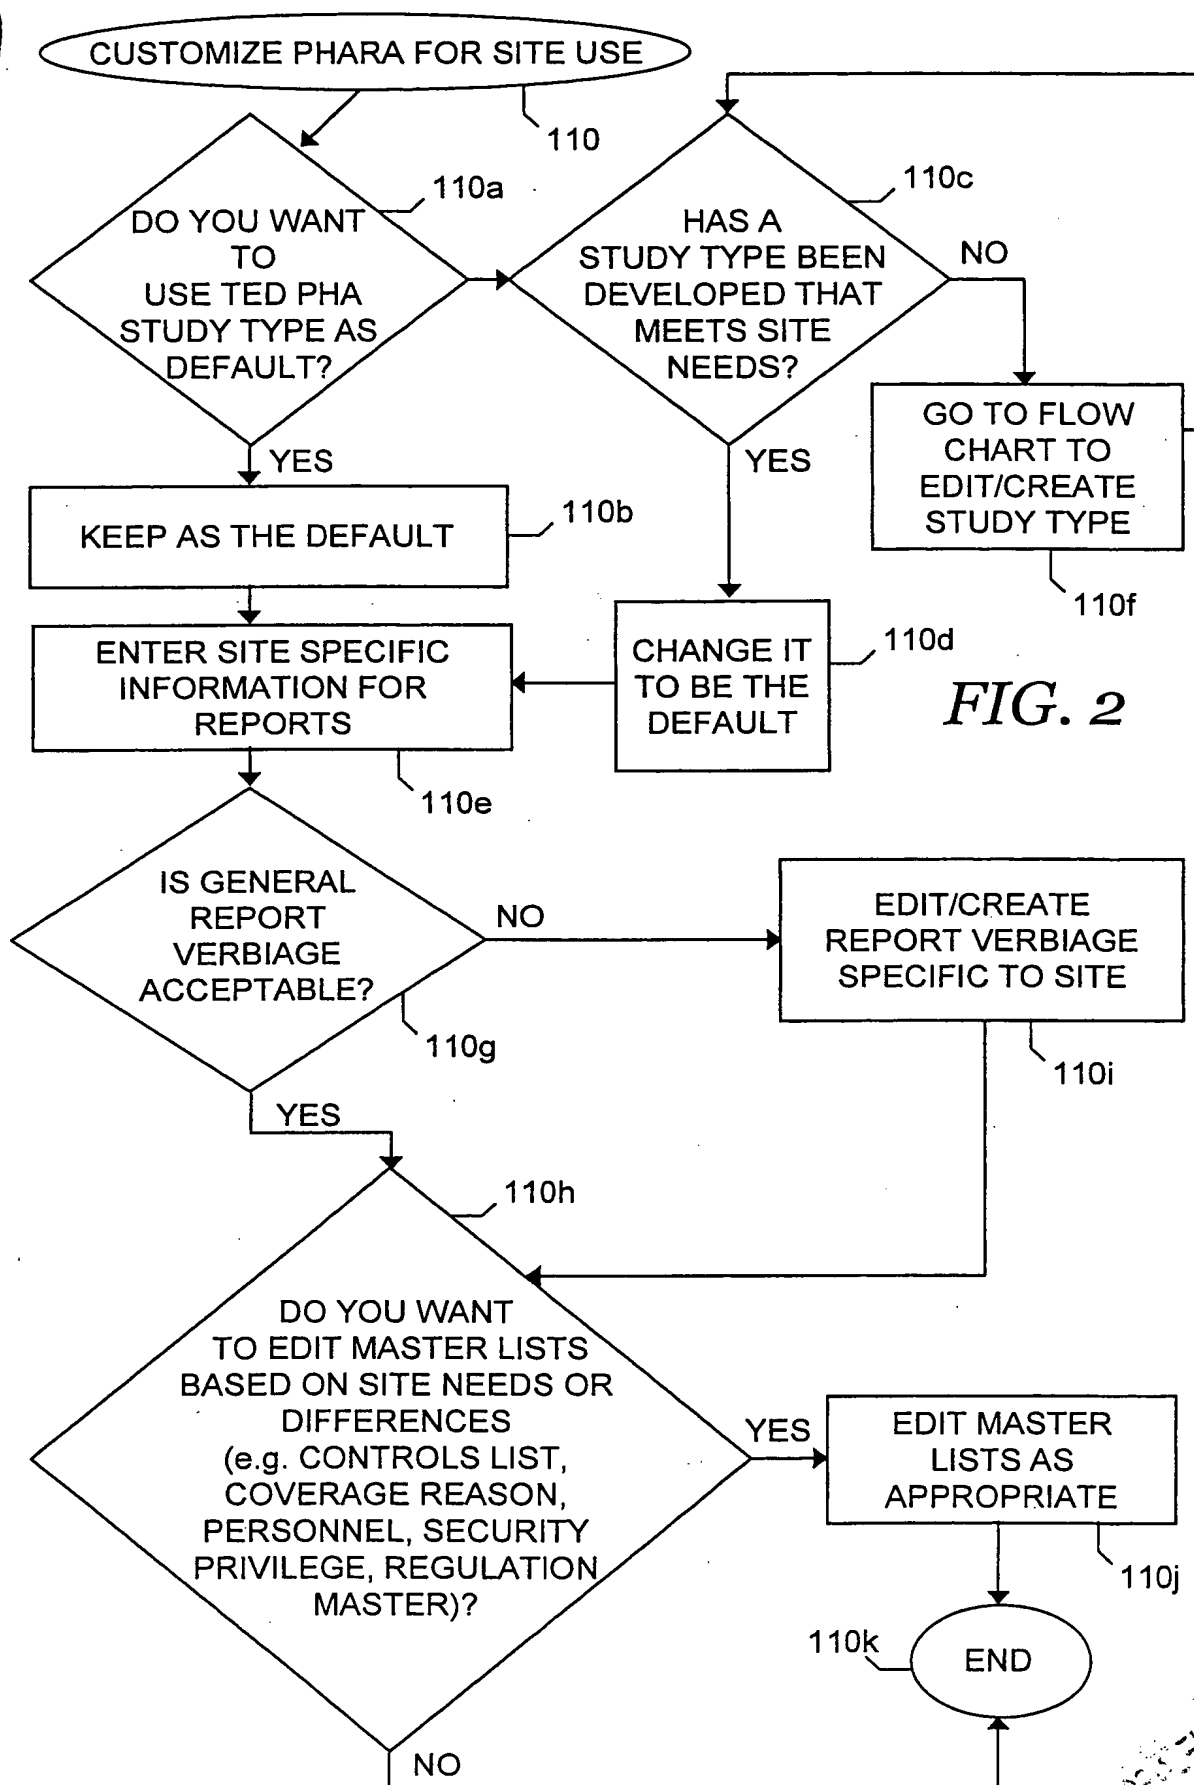 CUSTOMIZE PHARA FOR SITE USE
110
110a
DO YOU WANT
TO
USE TED PHA
STUDY TYPE AS
DEFAULT?
110c
HAS A
STUDY TYPE BEEN
DEVELOPED THAT
MEETS SITE
NEEDS?
NO
YES
YES
GO TO FLOW
CHART TO
EDIT/CREATE
STUDY TYPE
110f
KEEP AS THE DEFAULT
110b
ENTER SITE SPECIFIC
INFORMATION FOR
REPORTS
110e
CHANGE IT
TO BE THE
DEFAULT
110d
FIG. 2
IS GENERAL
REPORT
VERBIAGE
ACCEPTABLE?
110g
NO
EDIT/CREATE
REPORT VERBIAGE
SPECIFIC TO SITE
110i
YES
110h
DO YOU WANT
TO EDIT MASTER LISTS
BASED ON SITE NEEDS OR
DIFFERENCES
(e.g. CONTROLS LIST,
COVERAGE REASON,
PERSONNEL, SECURITY
PRIVILEGE, REGULATION
MASTER)?
YES
EDIT MASTER
LISTS AS
APPROPRIATE
110j
110k
END
NO